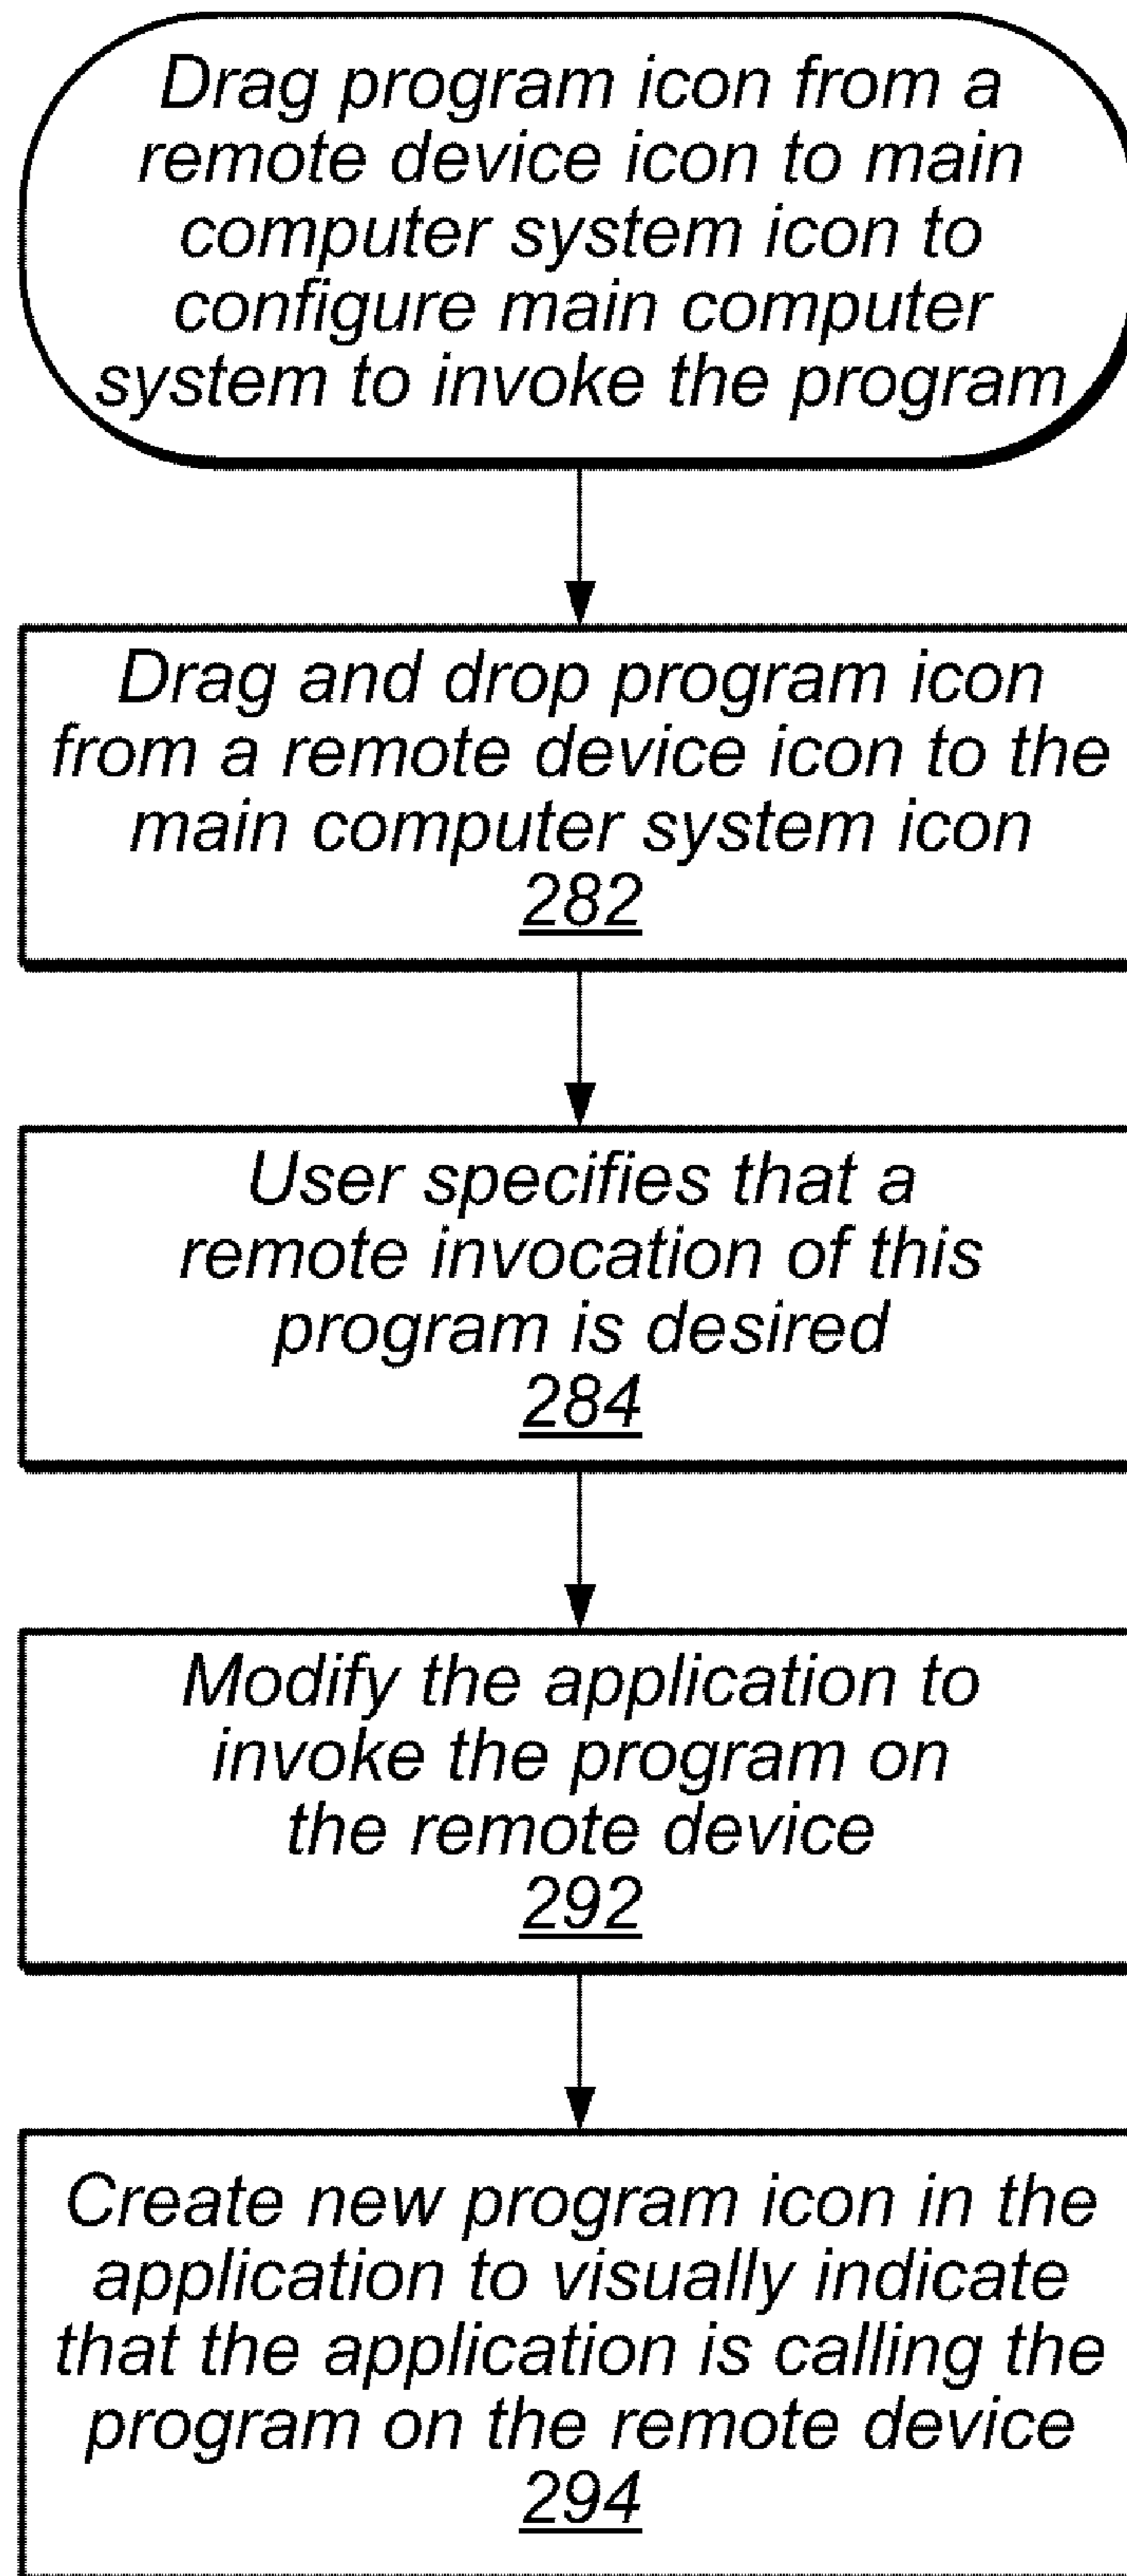 Drag program icon from a
remote device icon to main
computer system icon to
configure main computer
system to invoke the program
Drag and drop program icon
from a remote device icon to the
main computer system icon
282
User specifies that a
remote invocation of this
program is desired
284
Modify the application to
invoke the program on
the remote device
292
Create new program icon in the
application to visually indicate
that the application is calling the
program on the remote device
294